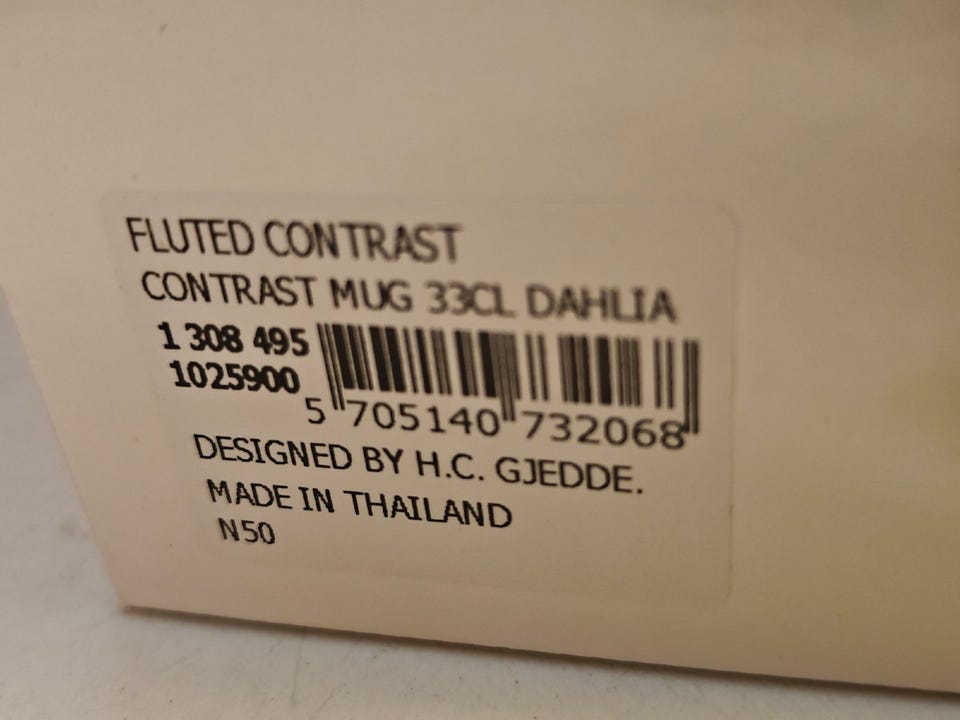 FLUTED CONTRAST
CONTRAST MUG 33CL DAHLIA
1 308 495
1025900
5 705140 732068
DESIGNED BY H.C. GJEDDE.
MADE IN THAILAND
N50